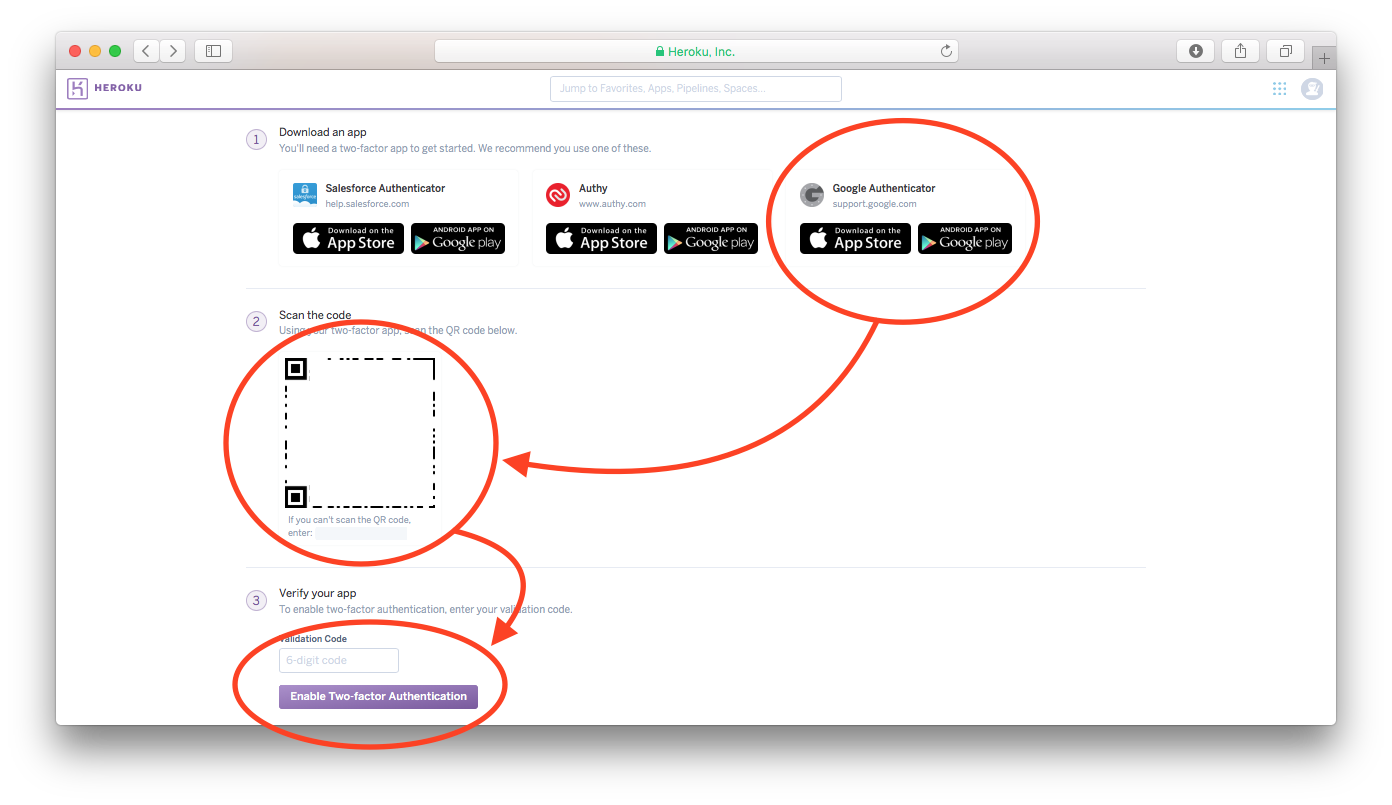 Heroku, Inc.
HEROKU
Jump to Favorites, Apps, Pipelines, Spaces...
1
Download an app
You'll need a two-factor app to get started. We recommend you use one of these.
salesforce
Salesforce Authenticator
help.salesforce.com
Download on the
App Store
ANDROID APP ON
Google play
Authy
www.authy.com
Download on the
App Store
ANDROID APP ON
Google play
Google Authenticator
support.google.com
Download on the
App Store
ANDROID APP ON
Google play
2
Scan the code
Using your two-factor app, scan the QR code below.
If you can't scan the QR code,
enter:
3
Verify your app
To enable two-factor authentication, enter your validation code.
Validation Code
6-digit code
Enable Two-factor Authentication